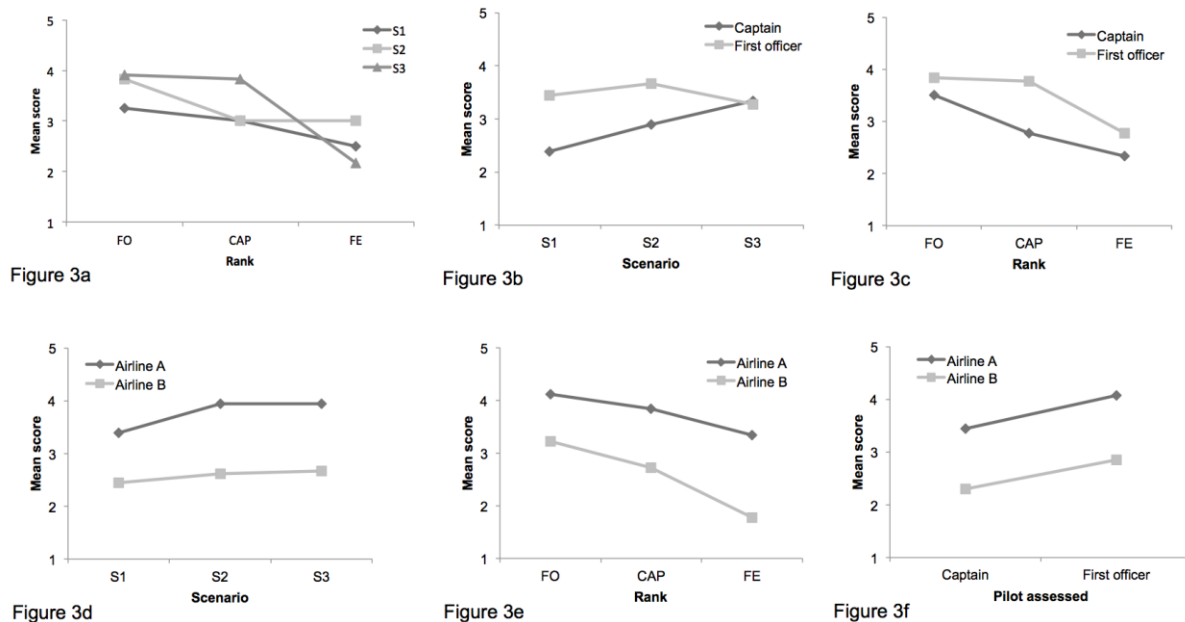 5
4
3
2
1
Mean score
FO
CAP
FE
Rank
S1
S2
S3
Figure 3a
5
4
3
2
1
Mean score
S1
S2
S3
Scenario
Captain
First officer
Figure 3b
5
4
3
2
1
Mean score
FO
CAP
FE
Rank
Captain
First officer
Figure 3c
5
4
3
2
1
Mean score
S1
S2
S3
Scenario
Airline A
Airline B
Figure 3d
5
4
3
2
1
Mean score
FO
CAP
FE
Rank
Airline A
Airline B
Figure 3e
5
4
3
2
1
Mean score
Captain
First officer
Pilot assessed
Airline A
Airline B
Figure 3f